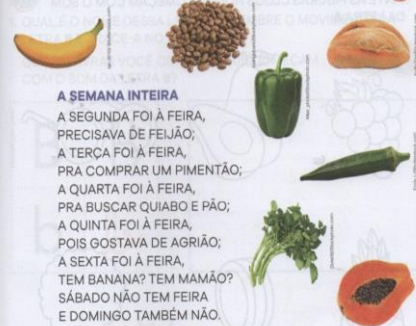 A SEMANA INTEIRA
A SEGUNDA FOI À FEIRA,
PRECISAVA DE FEIJÃO;
A TERÇA FOI À FEIRA,
PRA COMPRAR UM PIMENTÃO;
A QUARTA FOI À FEIRA,
PRA BUSCAR QUIABO E PÃO;
A QUINTA FOI À FEIRA,
POIS GOSTAVA DE AGRIÃO;
A SEXTA FOI À FEIRA,
TEM BANANA? TEM MAMÃO?
SÁBADO NÃO TEM FEIRA
E DOMINGO TAMBÉM NÃO.